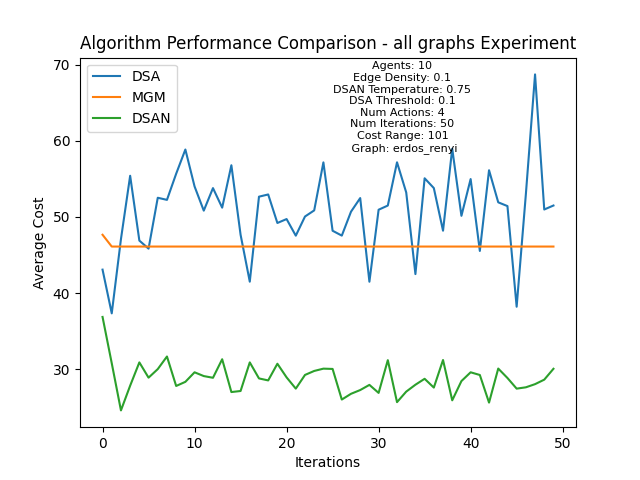 Algorithm Performance Comparison - all graphs Experiment
DSA
MGM
DSAN
Agents: 10
Edge Density: 0.1
DSAN Temperature: 0.75
DSA Threshold: 0.1
Num Actions: 4
Num Iterations: 50
Cost Range: 101
Graph: erdos_renyi
Average Cost
70
60
50
40
30
0 10 20 30 40 50
Iterations